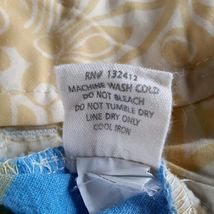 RN# 132412
MACHINE WASH COLD
DO NOT BLEACH
DO NOT TUMBLE DRY
LINE DRY ONLY
COOL IRON